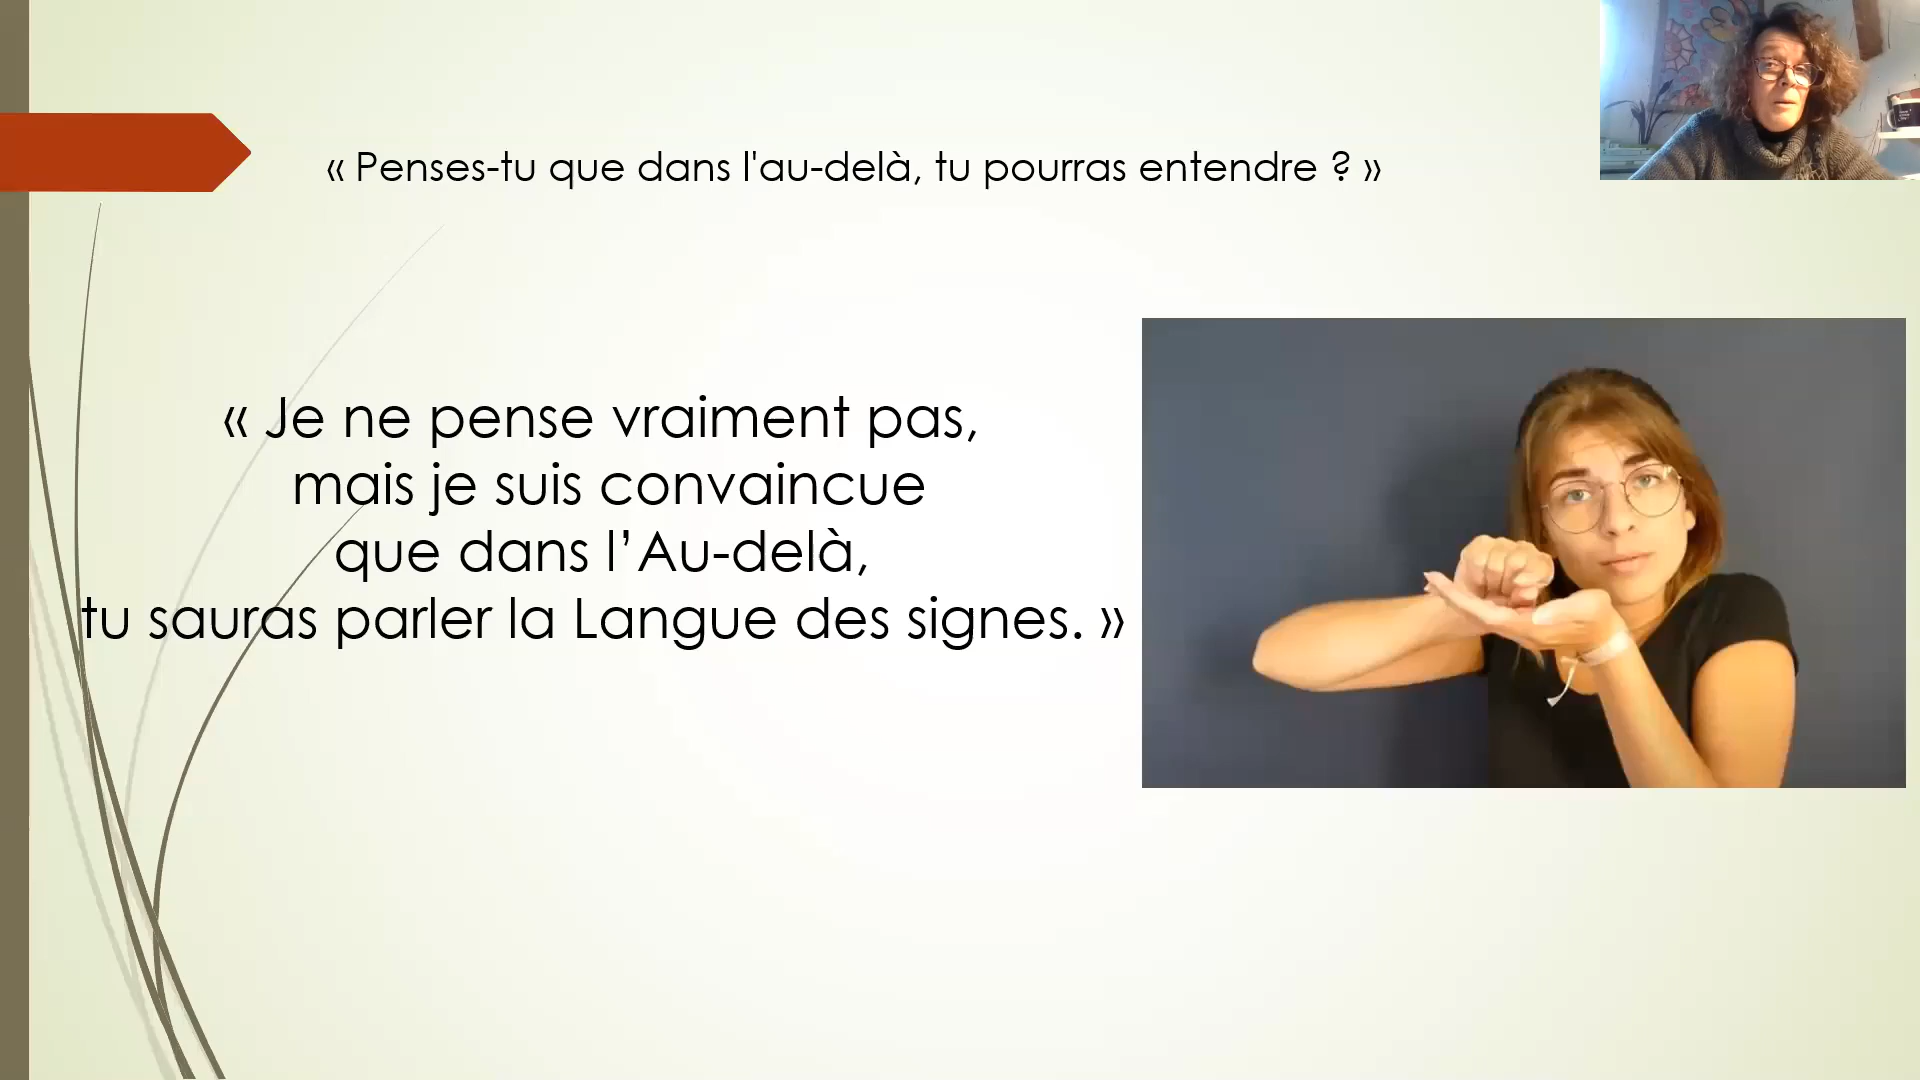 « Penses-tu que dans l'au-delà, tu pourras entendre ? »
« Je ne pense vraiment pas,
mais je suis convaincue
que dans l’Au-delà,
tu sauras parler la Langue des signes. »